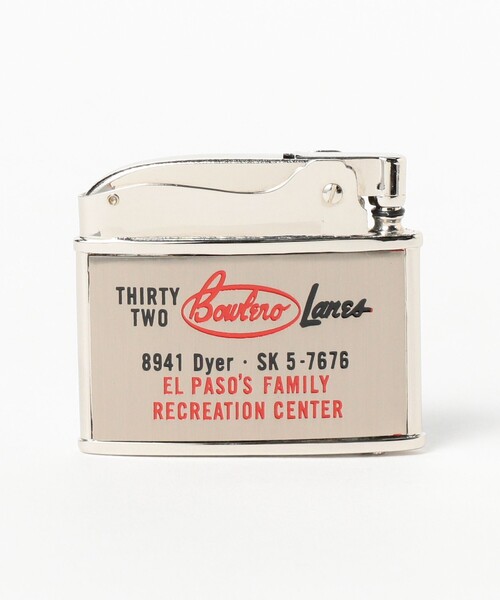 THIRTY TWO Bowlero Lanes
8941 Dyer · SK 5-7676
EL PASO'S FAMILY
RECREATION CENTER